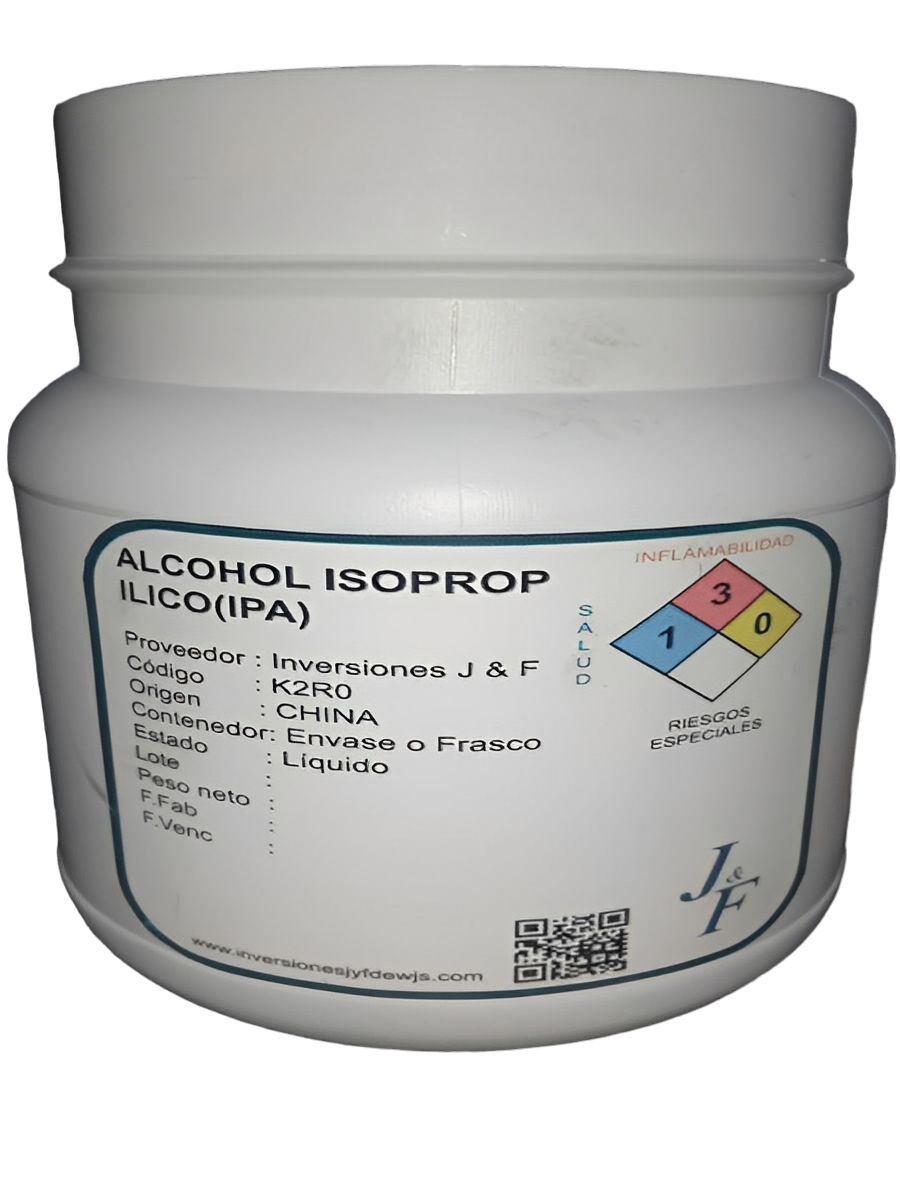 ALCOHOL ISOPROP
ILICO(IPA)
Proveedor : Inversiones J & F
Código : K2R0
Origen : CHINA
Contenedor: Envase o Frasco
Estado : Líquido
Lote :
Peso neto :
F.Fab :
F.Venc :
INFLAMABILIDAD
SALUD
3
1
0
RIESGOS
ESPECIALES
J&F
www.inversionesjyfdewjs.com